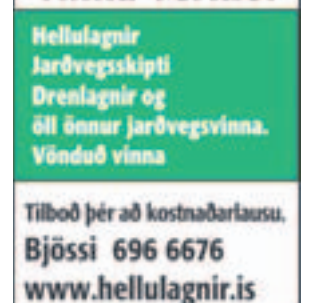 Hellulagnir
Jarðvegsskipti
Drenlagnir og
öll önnur jarðvegsvinna.
Vönduð vinna
Tilboð þér að kostnaðarlausu.
Bjössi 696 6676
www.hellulagnir.is